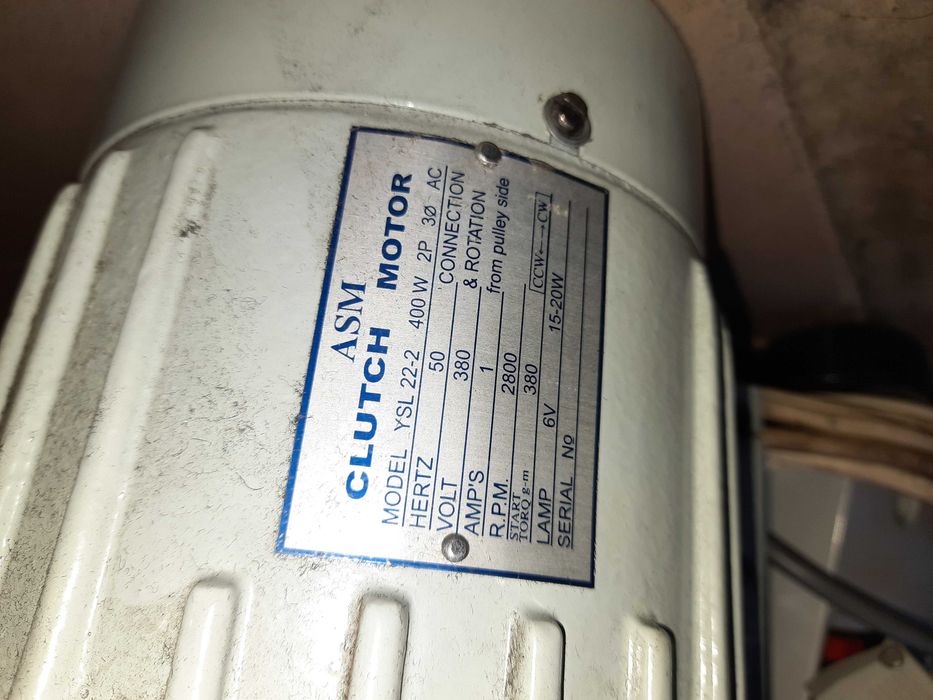 ASM
CLUTCH MOTOR
MODEL YSL 22-2 400 W 2P 3Ø AC
HERTZ 50 CONNECTION
VOLT 380 & ROTATION
AMP'S 1 from pulley side
R.P.M. 2800
START TORQ g-m 380 CCW←→CW
LAMP 6V 15-20W
SERIAL No